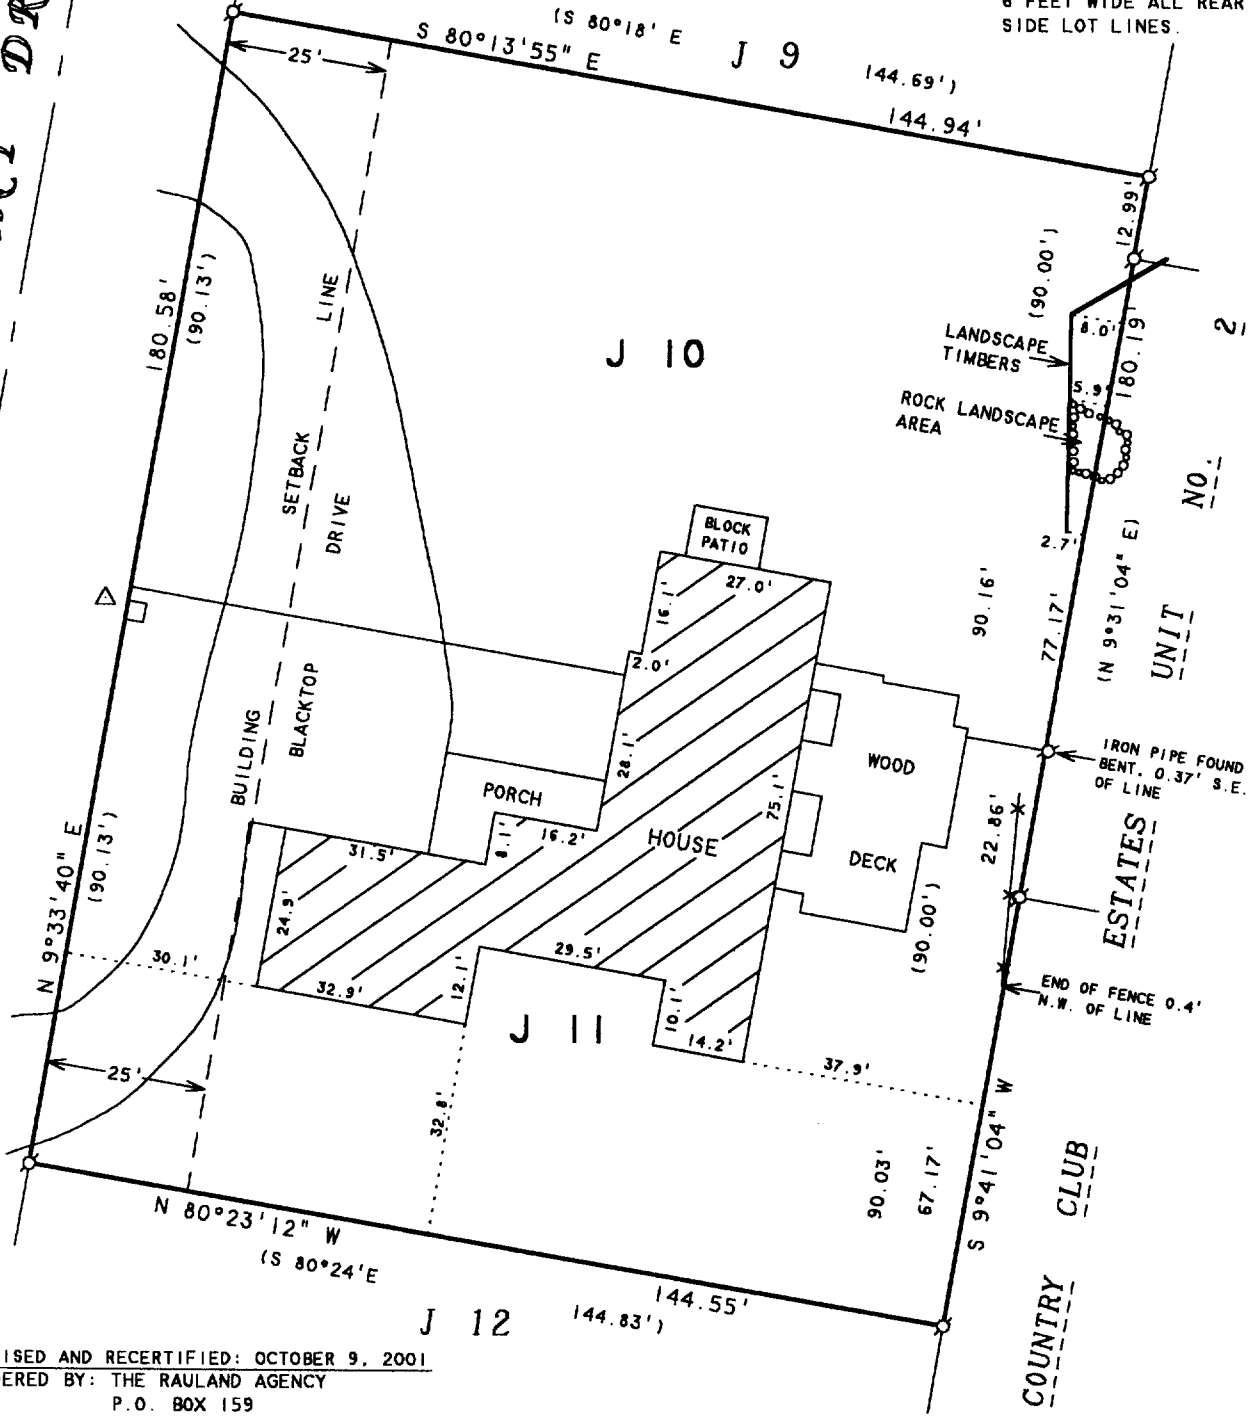 6 FEET WIDE ALL REAR
SIDE LOT LINES.
DR
(S 80°18' E
144.69')
S 80°13'55" E
144.94'
J 9
25'
12.99'
(90.00')
180.58'
(90.13')
LINE
SETBACK
BUILDING
J 10
LANDSCAPE
TIMBERS
8.0'
180.19'
5.9'
ROCK LANDSCAPE
AREA
2
NO.
2.7'
DRIVE
BLACKTOP
BLOCK
PATIO
27.0'
16.1'
2.0'
28.1'
90.16'
77.17'
(N 9°31'04" E)
UNIT
WOOD
DECK
IRON PIPE FOUND
BENT, 0.37' S.E.
OF LINE
PORCH
8.1'
16.2'
HOUSE
75.1'
22.86'
ESTATES
31.5'
24.9'
N 9°33'40" E
(90.13')
30.1'
32.9'
12.1'
29.5'
10.1'
14.2'
(90.00')
END OF FENCE 0.4'
N.W. OF LINE
J 11
37.9'
25'
32.8'
90.03'
67.17'
S 9°41'04" W
CLUB
COUNTRY
N 80°23'12" W
144.55'
(S 80°24'E
144.83')
J 12
ISED AND RECERTIFIED: OCTOBER 9, 2001
ERED BY: THE RAULAND AGENCY
P.O. BOX 159